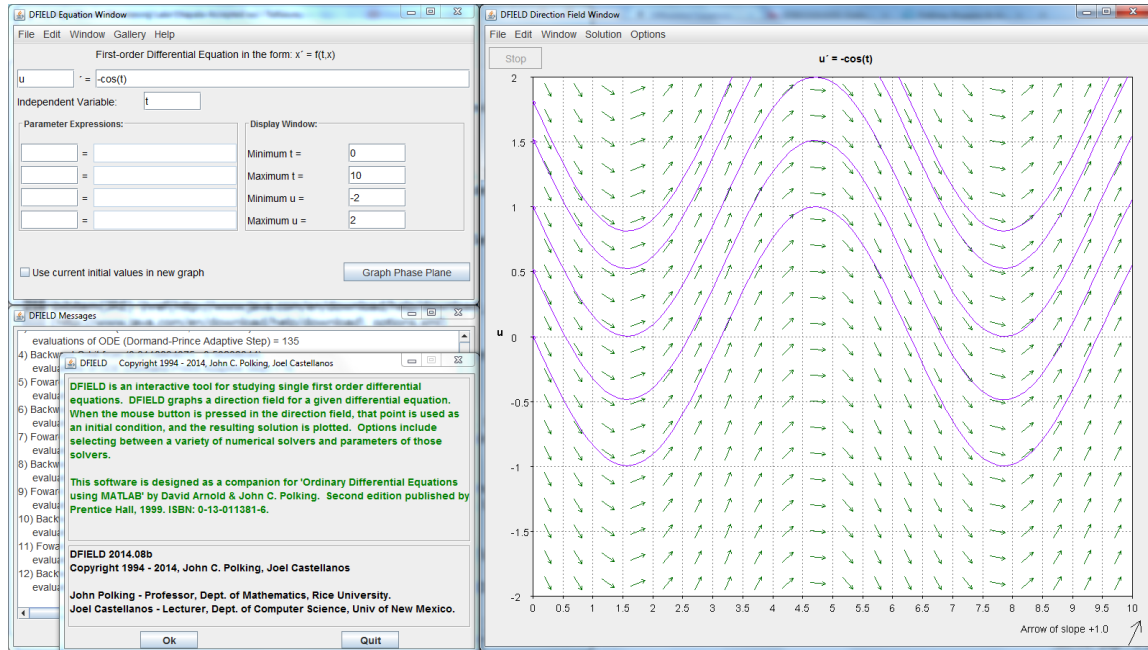 DFIELD Equation Window
File Edit Window Gallery Help
First-order Differential Equation in the form: x´ = f(t,x)
u ´ = -cos(t)
Independent Variable: t
Parameter Expressions:
=
=
=
=
Display Window:
Minimum t = 0
Maximum t = 10
Minimum u = -2
Maximum u = 2
Use current initial values in new graph
Graph Phase Plane
DFIELD Messages
evaluations of ODE (Dormand-Prince Adaptive Step) = 135
4) Backw
evalua
5) Fowar
evalua
6) Backw
evalua
7) Fowar
evalua
8) Backw
evalua
9) Fowar
evalua
10) Back
evalua
11) Fowa
evalua
12) Back
evalua
DFIELD Copyright 1994 - 2014, John C. Polking, Joel Castellanos
DFIELD is an interactive tool for studying single first order differential
equations. DFIELD graphs a direction field for a given differential equation.
When the mouse button is pressed in the direction field, that point is used as
an initial condition, and the resulting solution is plotted. Options include
selecting between a variety of numerical solvers and parameters of those
solvers.
This software is designed as a companion for 'Ordinary Differential Equations
using MATLAB' by David Arnold & John C. Polking. Second edition published by
Prentice Hall, 1999. ISBN: 0-13-011381-6.
DFIELD 2014.08b
Copyright 1994 - 2014, John C. Polking, Joel Castellanos
John Polking - Professor, Dept. of Mathematics, Rice University.
Joel Castellanos - Lecturer, Dept. of Computer Science, Univ of New Mexico.
Ok Quit
DFIELD Direction Field Window
File Edit Window Solution Options
Stop
u´ = -cos(t)
2
1.5
1
0.5
0
-0.5
-1
-1.5
-2
u
0 0.5 1 1.5 2 2.5 3 3.5 4 4.5 5 5.5 6 6.5 7 7.5 8 8.5 9 9.5 10
Arrow of slope +1.0